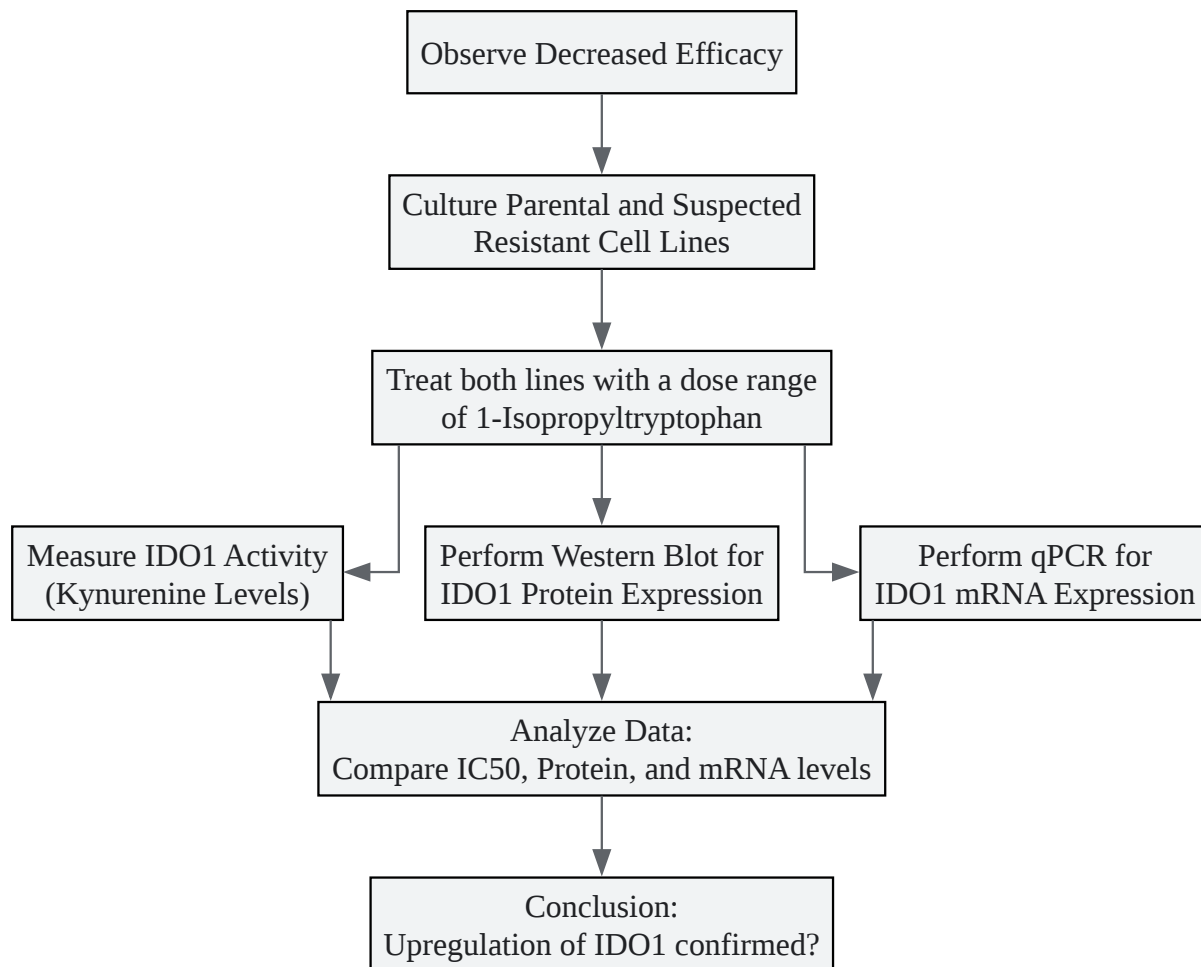 Observe Decreased Efficacy
Culture Parental and Suspected
Resistant Cell Lines
Treat both lines with a dose range
of 1-Isopropyltryptophan
Measure IDO1 Activity
(Kynurenine Levels)
Perform Western Blot for
IDO1 Protein Expression
Perform qPCR for
IDO1 mRNA Expression
Analyze Data:
Compare IC50, Protein, and mRNA levels
Conclusion:
Upregulation of IDO1 confirmed?